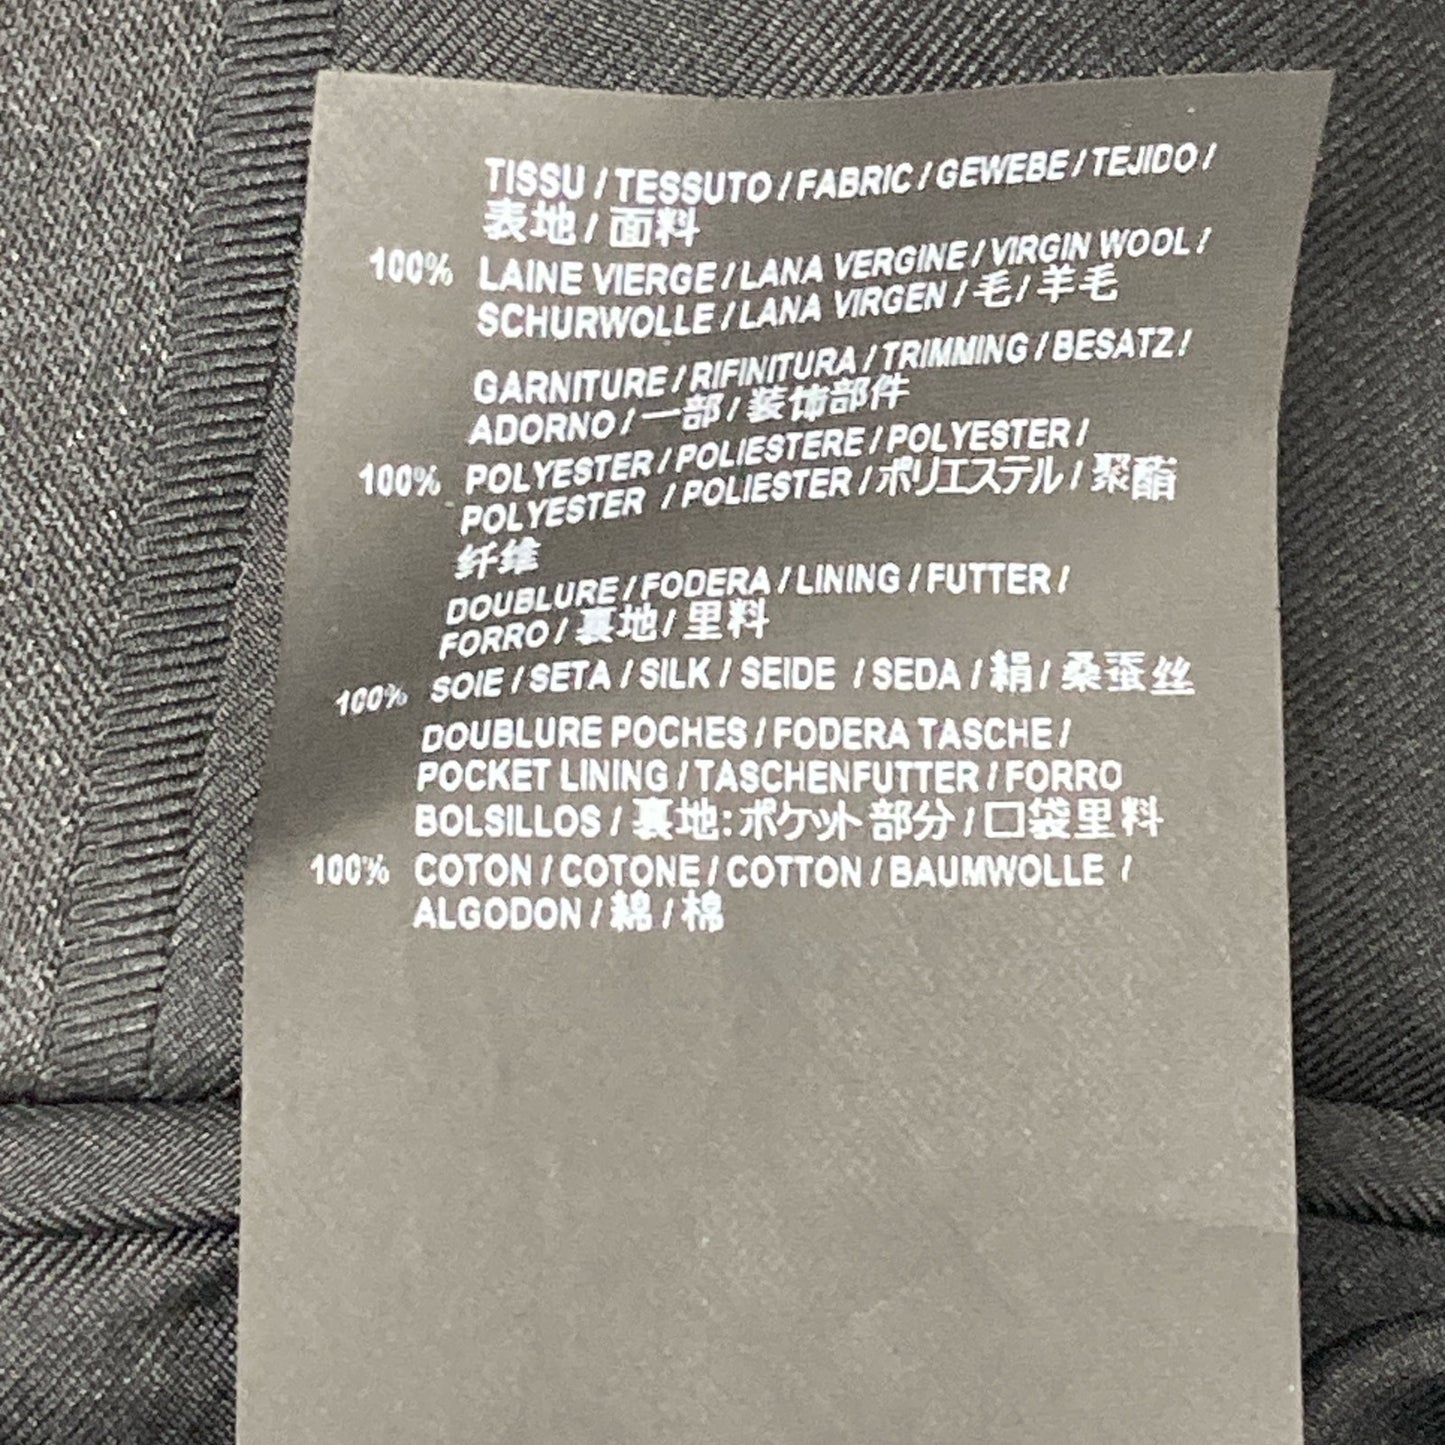 TISSU / TESSUTO / FABRIC / GEWEBE / TEJIDO /
表地 / 面料
100% LAINE VIERGE / LANA VERGINE / VIRGIN WOOL /
SCHURWOLLE / LANA VIRGEN / 毛 / 羊毛
GARNITURE / RIFINITURA / TRIMMING / BESATZ /
ADORNO / 一部 / 装饰部件
100% POLYESTER / POLIESTERE / POLYESTER /
POLYESTER / POLIESTER / ポリエステル / 聚酯
纤维
DOUBLURE / FODERA / LINING / FUTTER /
FORRO / 裏地 / 里料
100% SOIE / SETA / SILK / SEIDE / SEDA / 絹 / 桑蚕丝
DOUBLURE POCHES / FODERA TASCHE /
POCKET LINING / TASCHENFUTTER / FORRO
BOLSILLOS / 裏地:ポケット部分 / 口袋里料
100% COTON / COTONE / COTTON / BAUMWOLLE /
ALGODON / 綿 / 棉